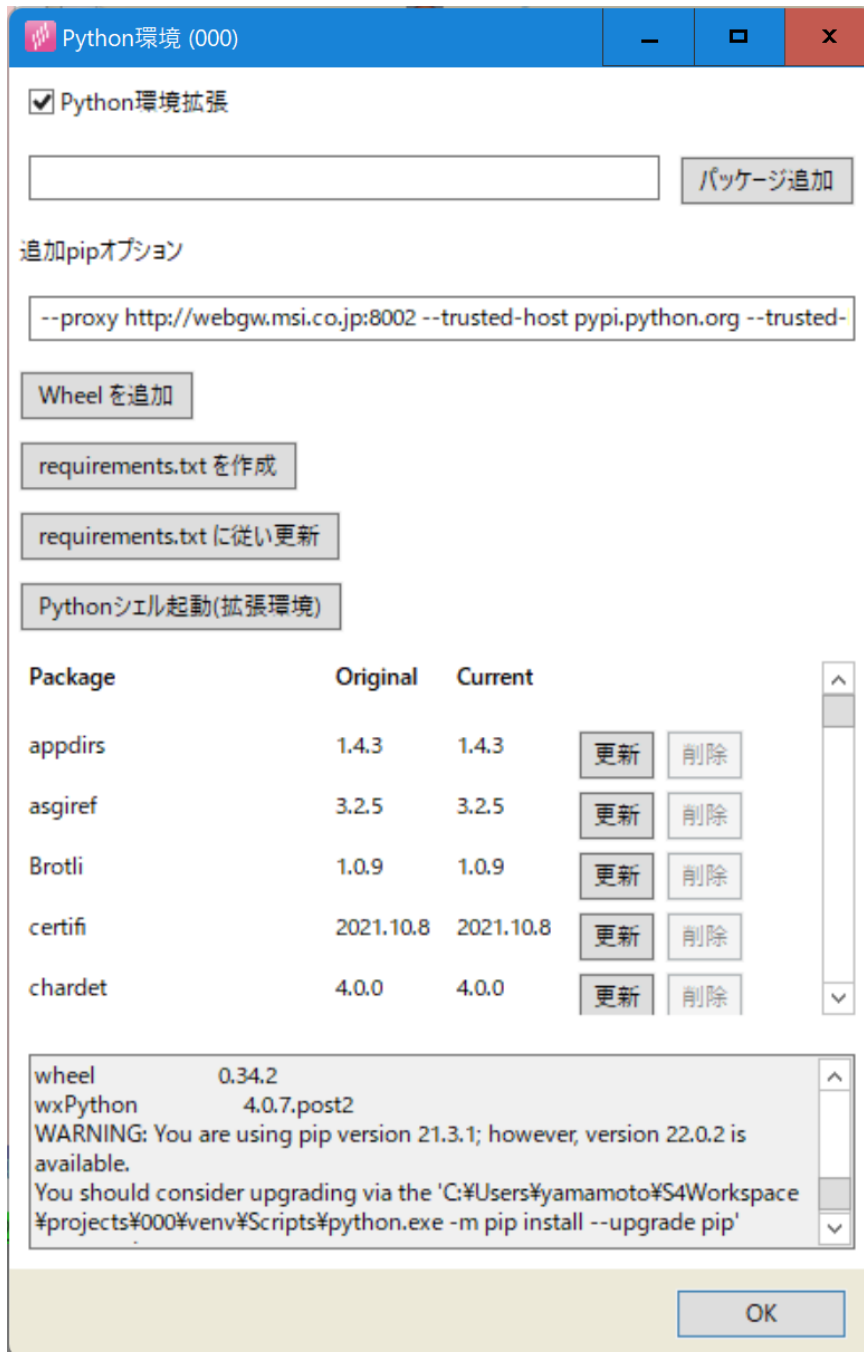 Python環境 (000)
Python環境拡張
パッケージ追加
追加pipオプション
--proxy http://webgw.msi.co.jp:8002 --trusted-host pypi.python.org --trusted-
Wheel を追加
requirements.txt を作成
requirements.txt に従い更新
Pythonシェル起動(拡張環境)
Package Original Current
appdirs 1.4.3 1.4.3 更新 削除
asgiref 3.2.5 3.2.5 更新 削除
Brotli 1.0.9 1.0.9 更新 削除
certifi 2021.10.8 2021.10.8 更新 削除
chardet 4.0.0 4.0.0 更新 削除
wheel 0.34.2
wxPython 4.0.7.post2
WARNING: You are using pip version 21.3.1; however, version 22.0.2 is
available.
You should consider upgrading via the 'C:¥Users¥yamamoto¥S4Workspace
¥projects¥000¥venv¥Scripts¥python.exe -m pip install --upgrade pip'
OK